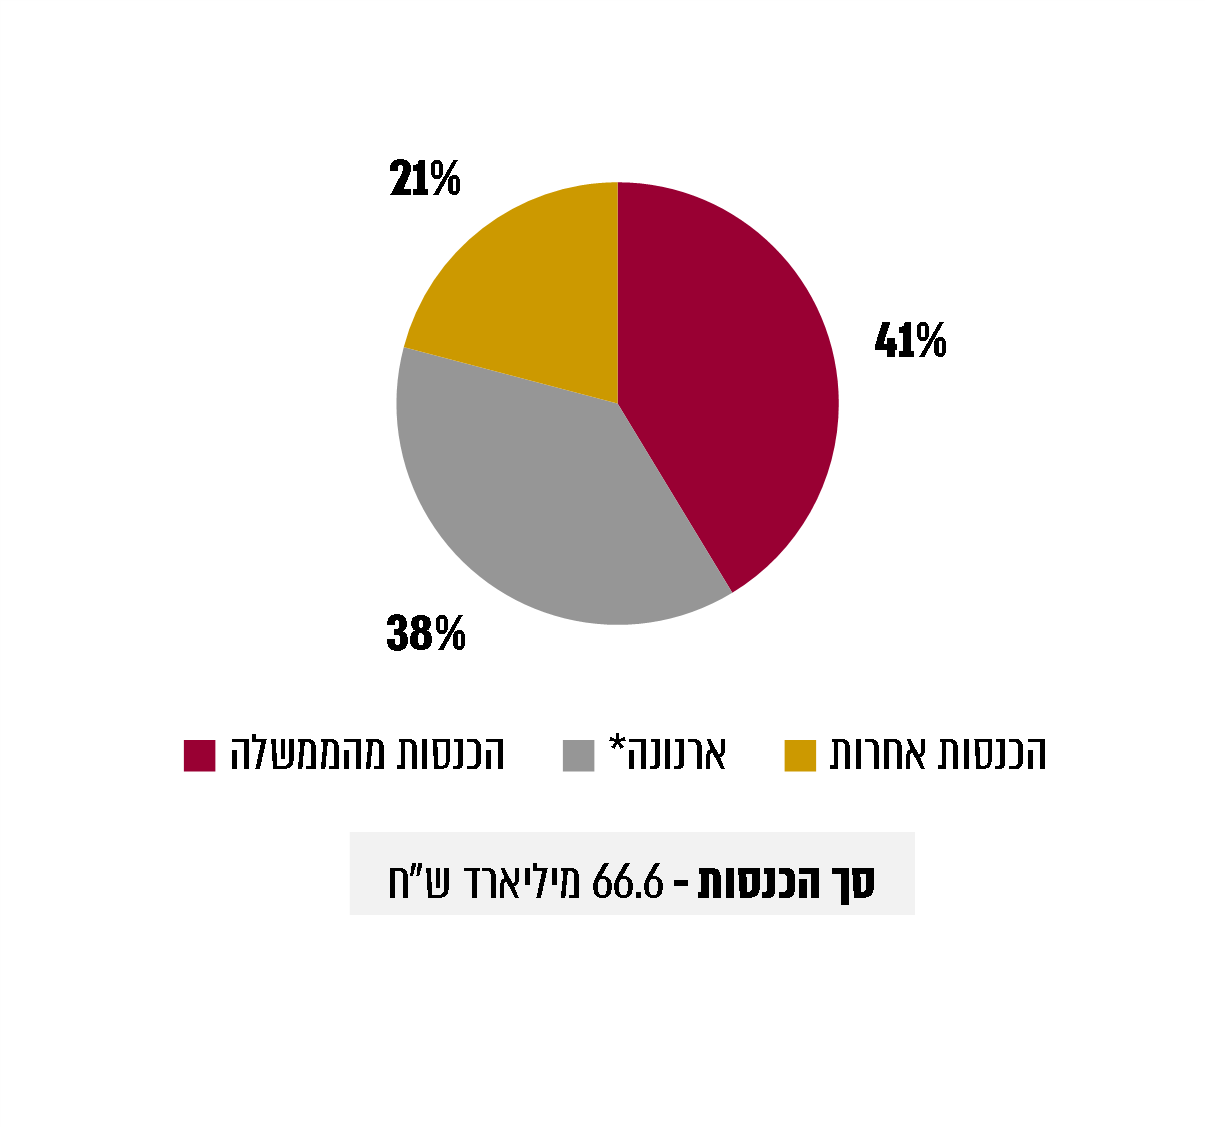 21%
41%
38%
הכנסות מהממשלה
ארנונה*
הכנסות אחרות
סך הכנסות - 66.6 מיליארד ש"ח